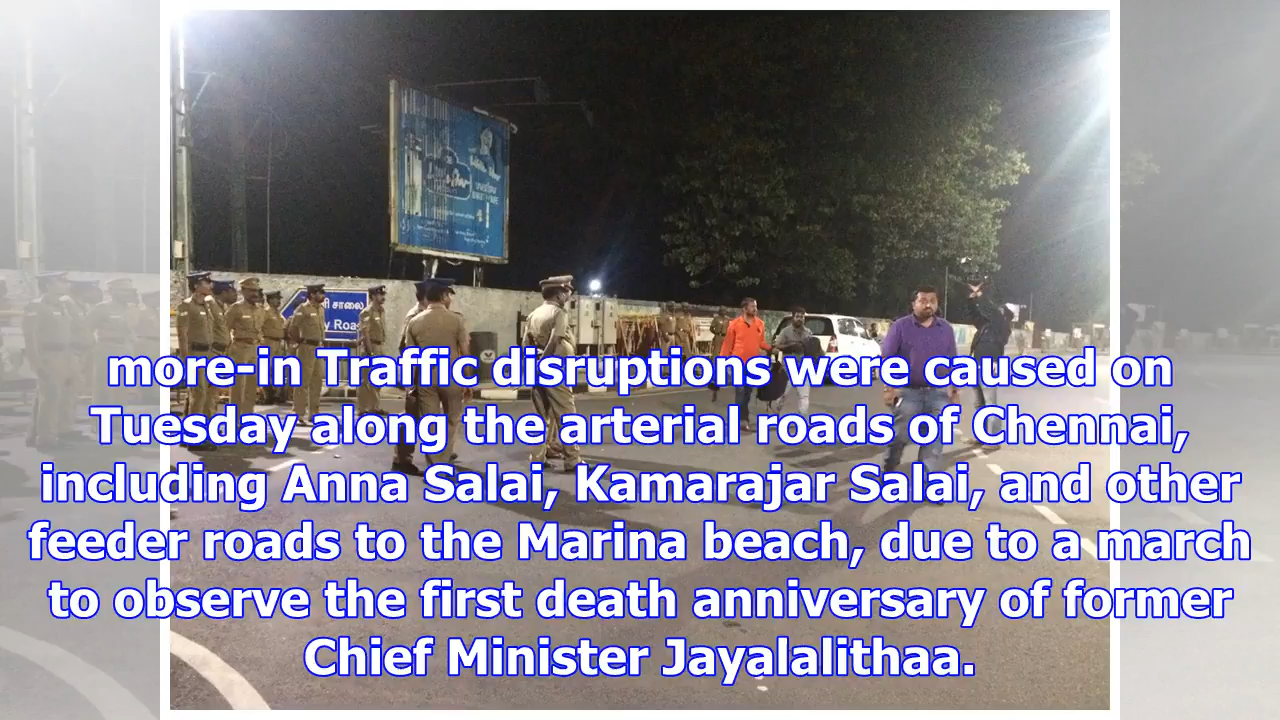 ரி சாலை
y Roa
more-in Traffic disruptions were caused on
Tuesday along the arterial roads of Chennai,
including Anna Salai, Kamarajar Salai, and other
feeder roads to the Marina beach, due to a march
to observe the first death anniversary of former
Chief Minister Jayalalithaa.